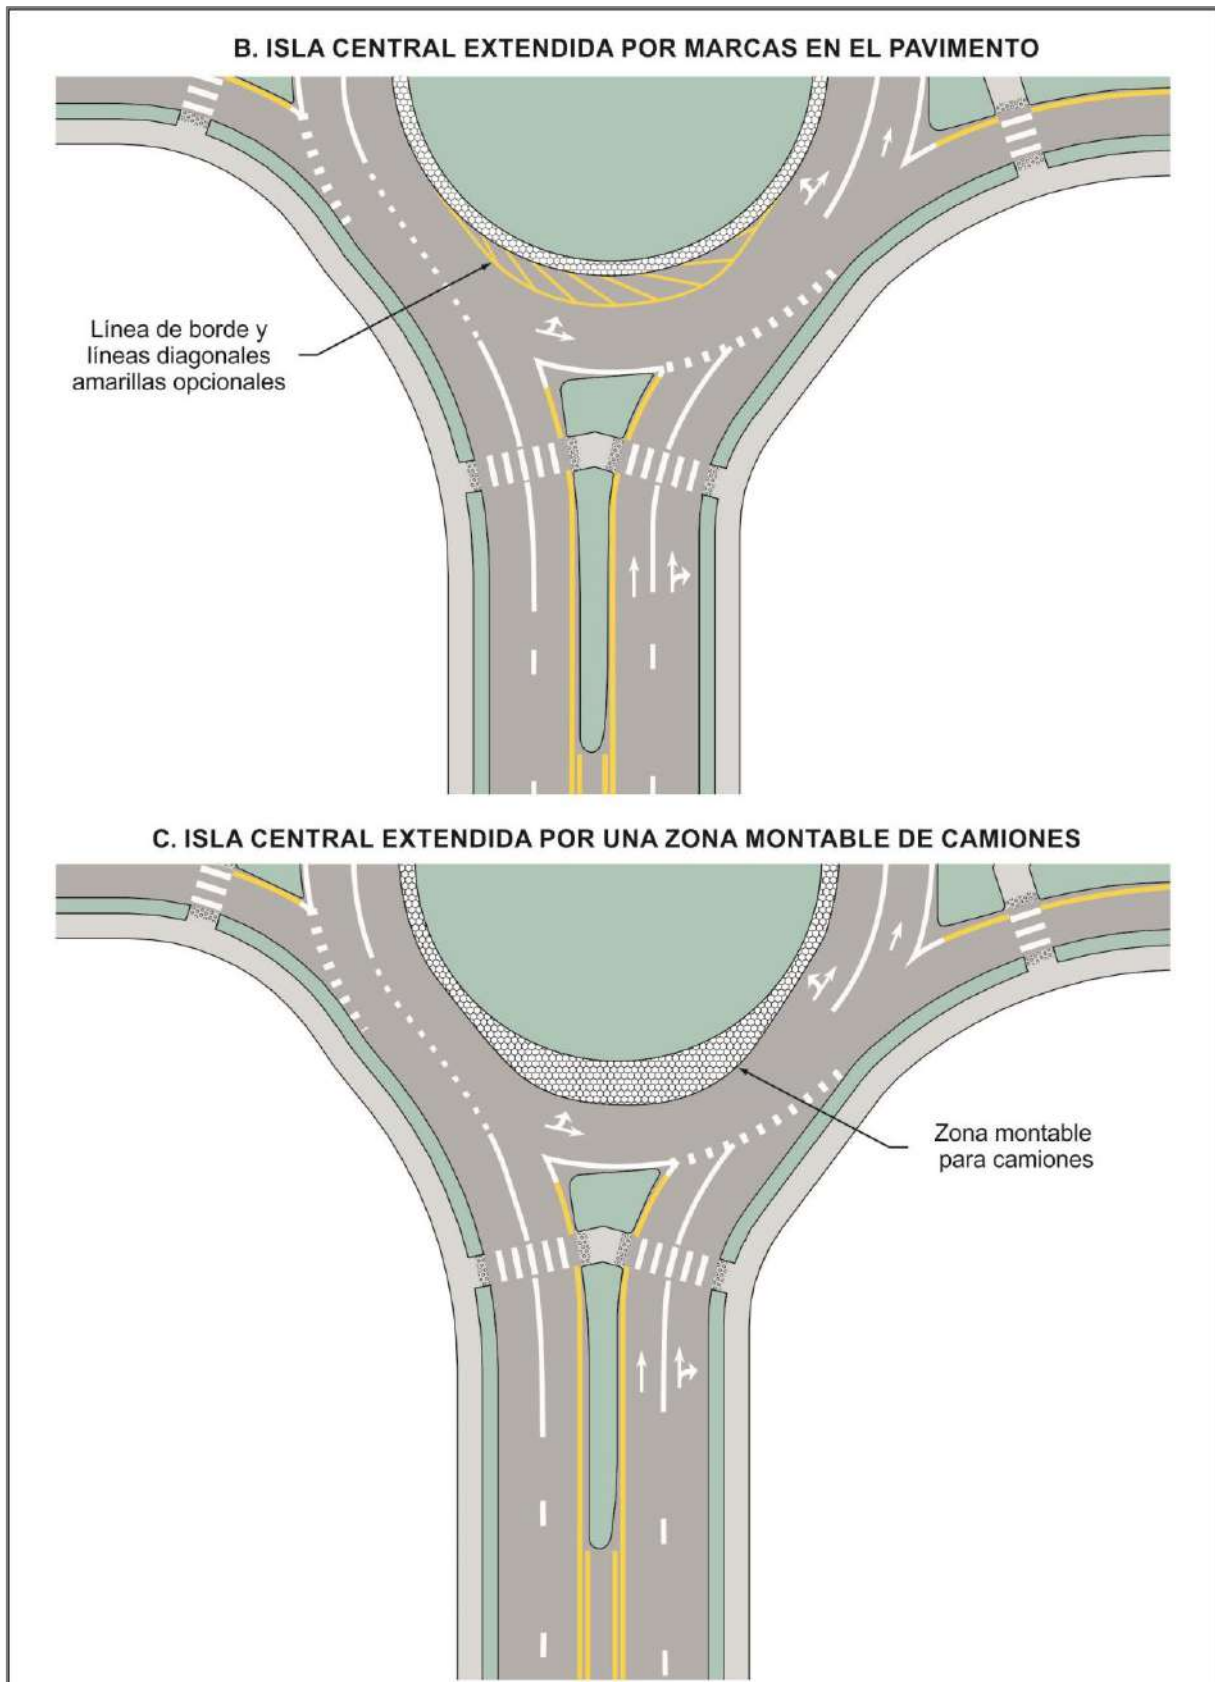 B. ISLA CENTRAL EXTENDIDA POR MARCAS EN EL PAVIMENTO
Línea de borde y
líneas diagonales
amarillas opcionales
C. ISLA CENTRAL EXTENDIDA POR UNA ZONA MONTABLE DE CAMIONES
Zona montable
para camiones